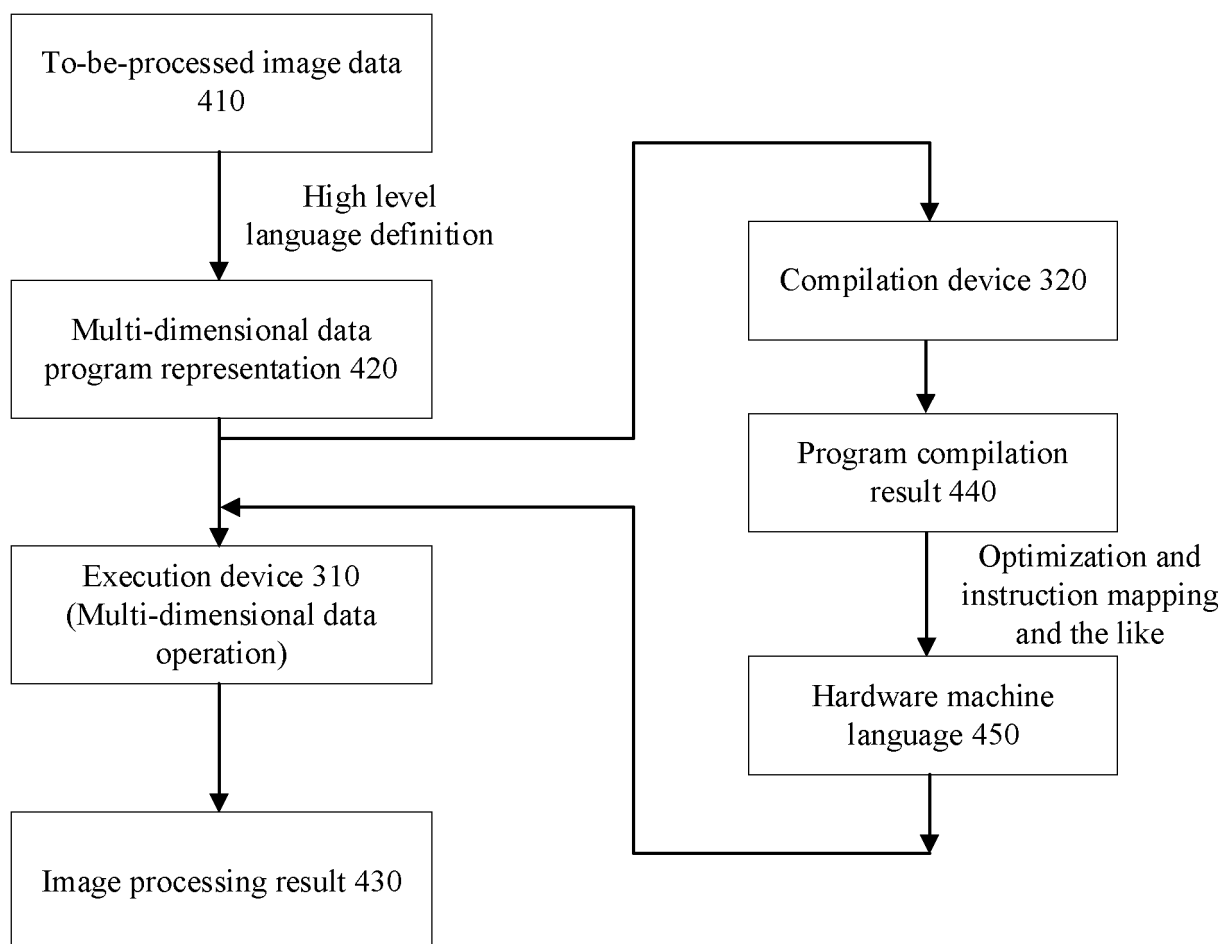 To-be-processed image data
410
High level
language definition
Multi-dimensional data
program representation 420
Execution device 310
(Multi-dimensional data
operation)
Image processing result 430
Compilation device 320
Program compilation
result 440
Optimization and
instruction mapping
and the like
Hardware machine
language 450